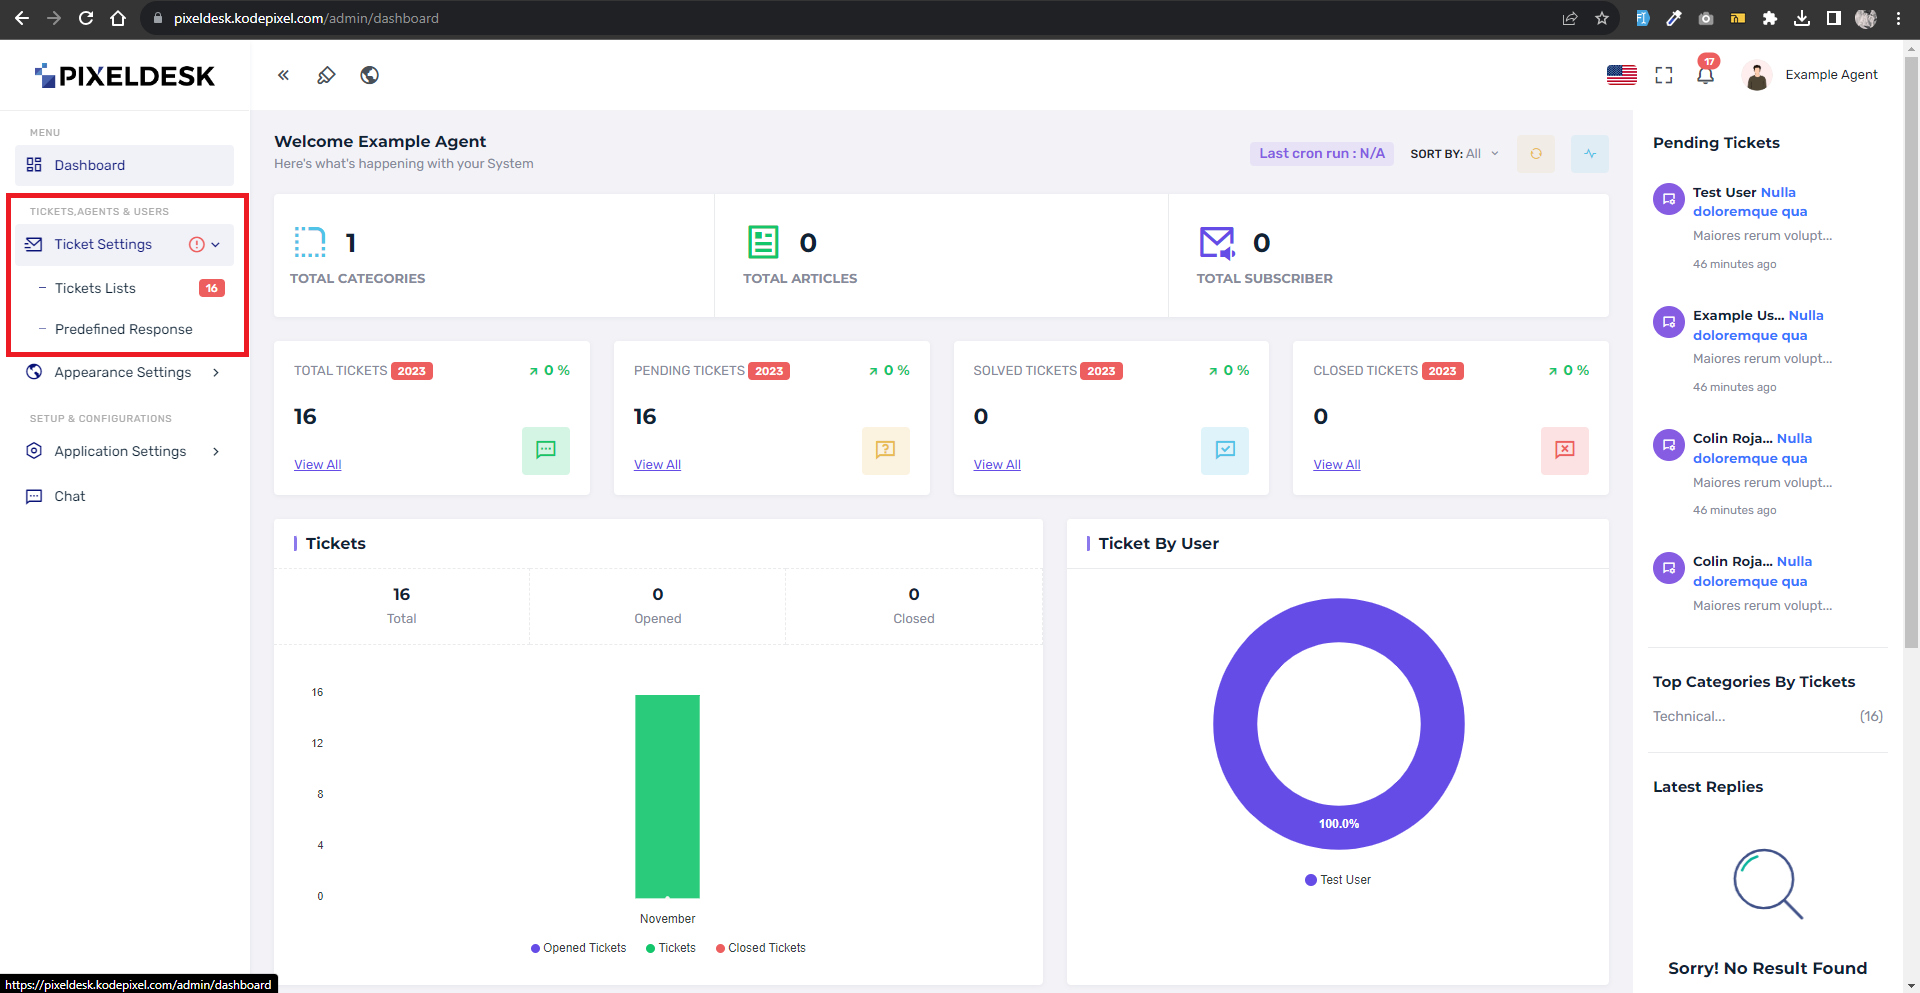 pixeldesk.kodepixel.com/admin/dashboard
PIXELDESK
17
Example Agent
MENU
Dashboard
TICKETS,AGENTS & USERS
Ticket Settings
Tickets Lists 16
Predefined Response
Appearance Settings
SETUP & CONFIGURATIONS
Application Settings
Chat
Welcome Example Agent
Here's what's happening with your System
Last cron run : N/A
SORT BY: All
1
TOTAL CATEGORIES
0
TOTAL ARTICLES
0
TOTAL SUBSCRIBER
TOTAL TICKETS 2023 0 %
16
View All
PENDING TICKETS 2023 0 %
16
View All
SOLVED TICKETS 2023 0 %
0
View All
CLOSED TICKETS 2023 0 %
0
View All
Tickets
16
Total
0
Opened
0
Closed
16
12
8
4
0
November
Opened Tickets Tickets Closed Tickets
Ticket By User
100.0%
Test User
Pending Tickets
Test User Nulla
doloremque qua
Maiores rerum volupt...
46 minutes ago
Example Us... Nulla
doloremque qua
Maiores rerum volupt...
46 minutes ago
Colin Roja... Nulla
doloremque qua
Maiores rerum volupt...
46 minutes ago
Colin Roja... Nulla
doloremque qua
Maiores rerum volupt...
Top Categories By Tickets
Technical... (16)
Latest Replies
Sorry! No Result Found
https://pixeldesk.kodepixel.com/admin/dashboard